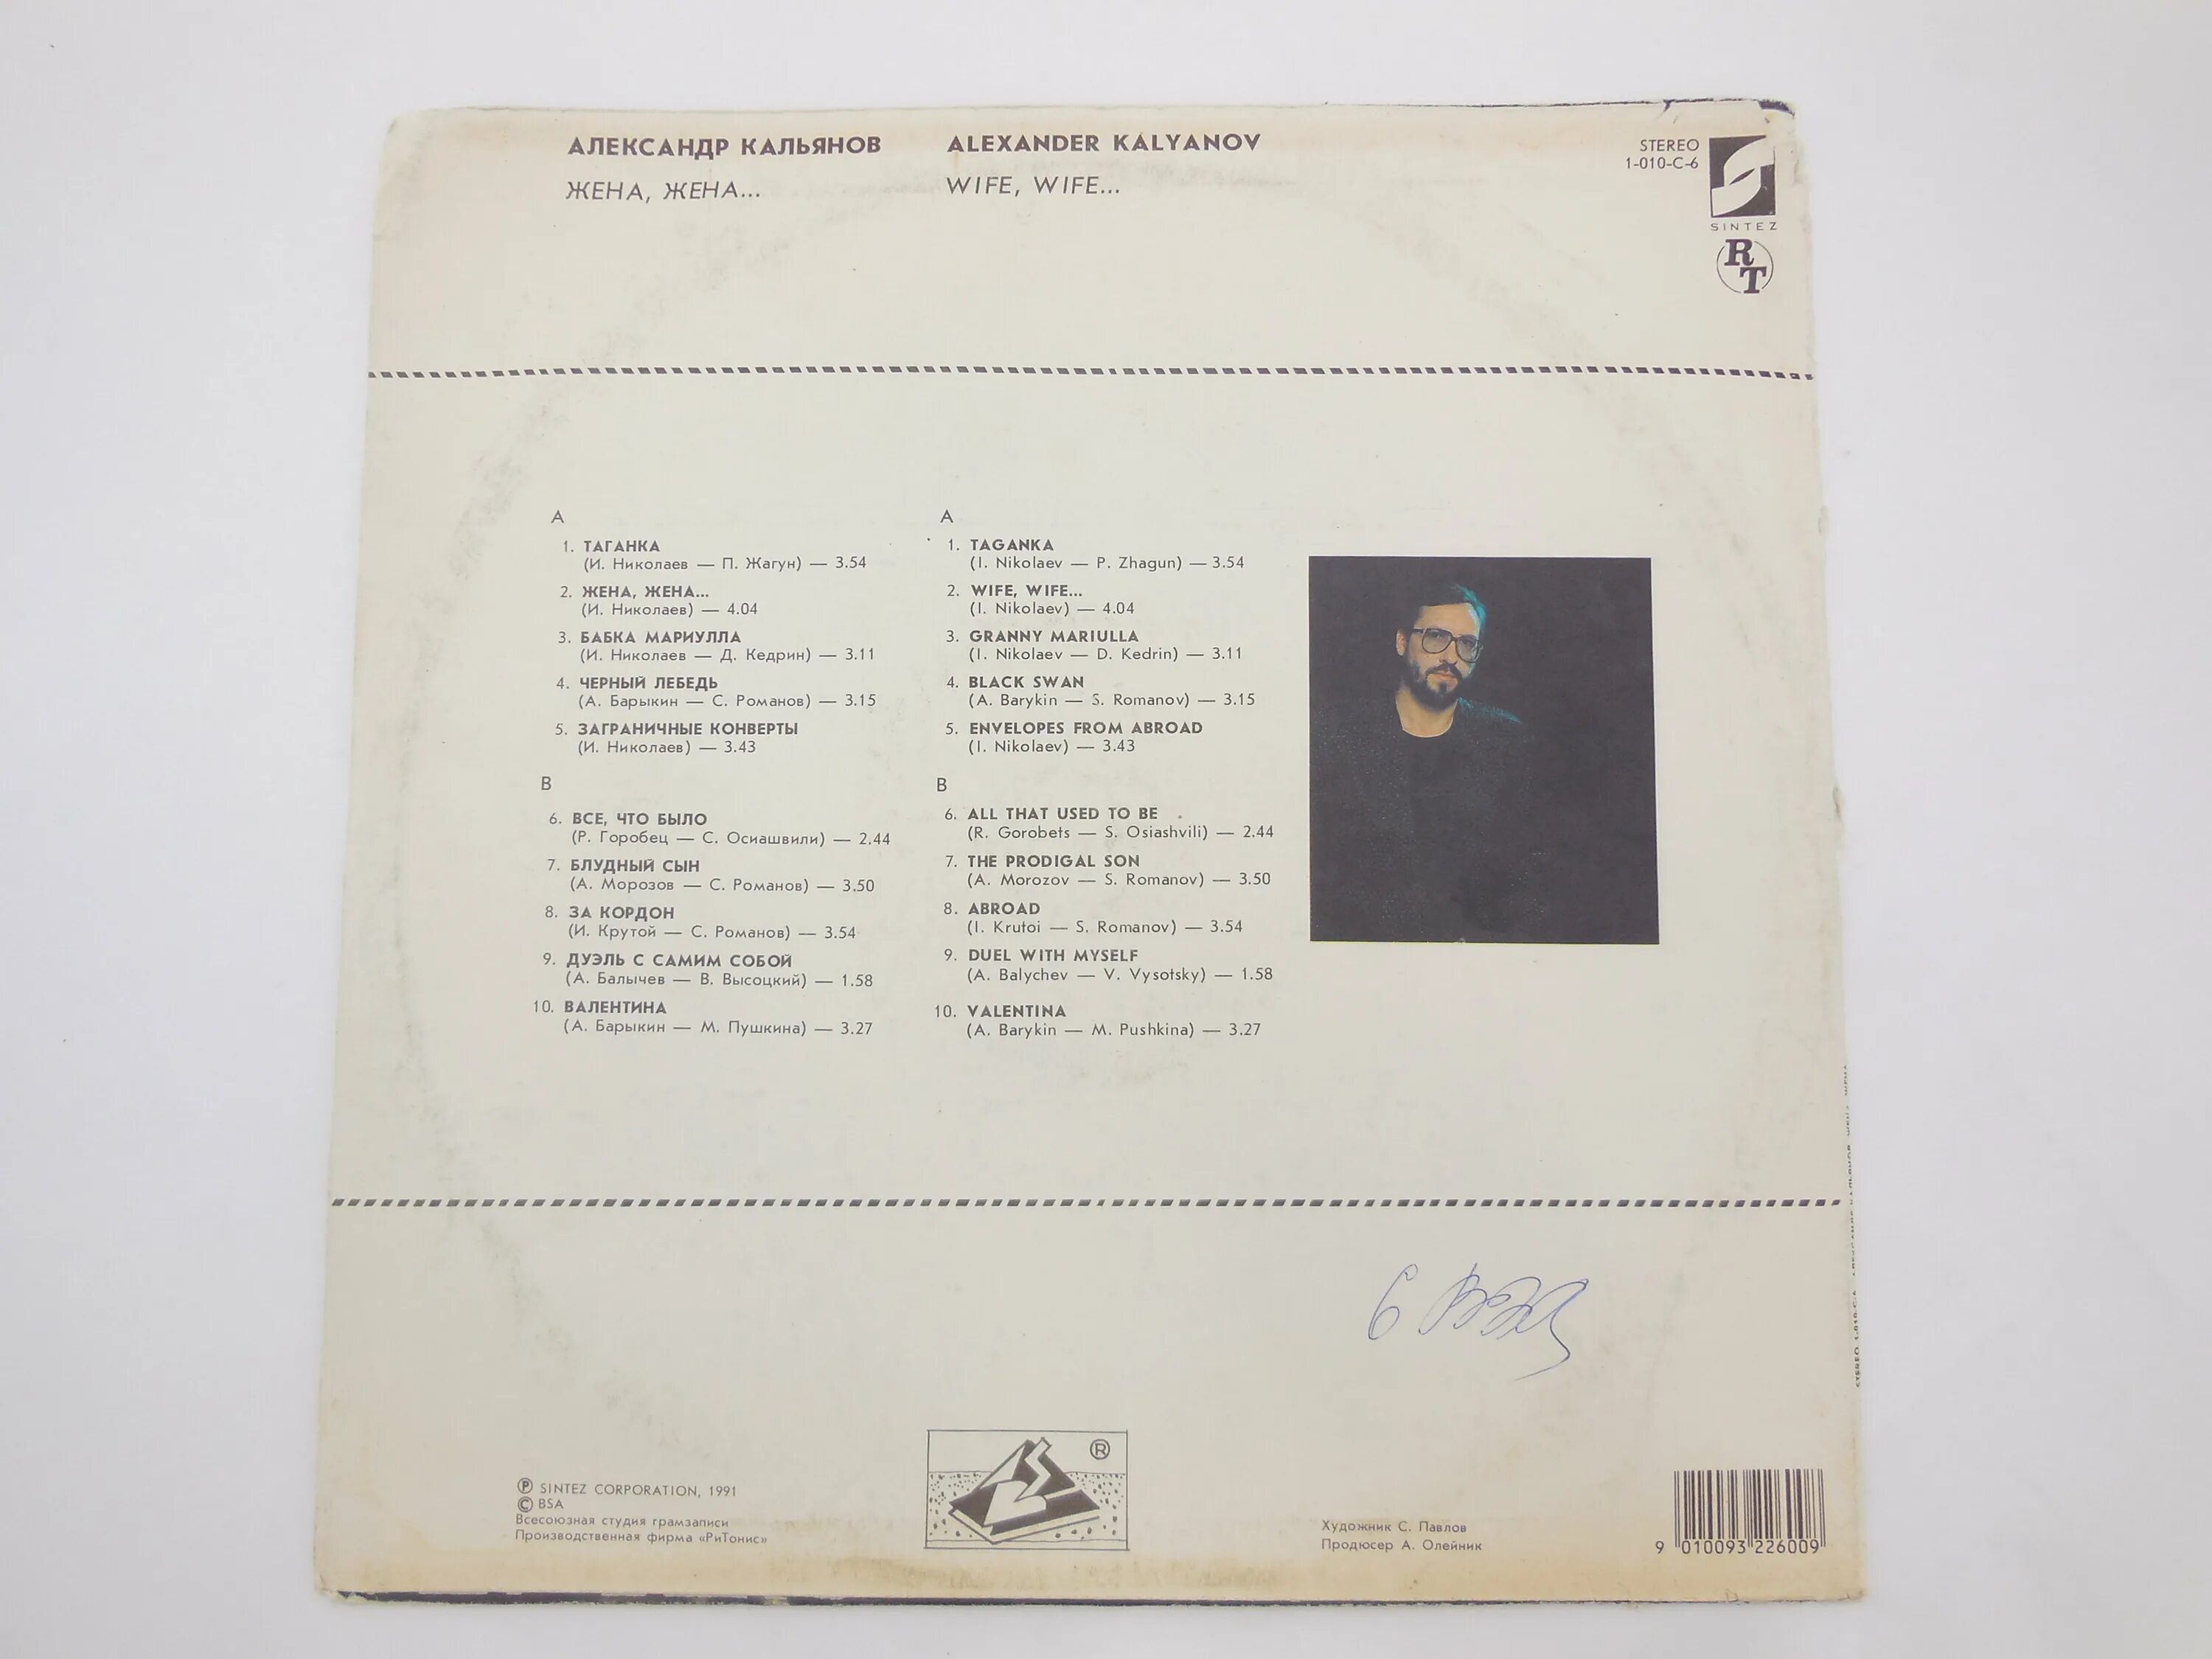 АЛЕКСАНДР КАЛЬЯНОВ
ЖЕНА, ЖЕНА...
ALEXANDER KALYANOV
WIFE, WIFE...
STEREO
1-010-C-6
SINTEZ
RT
A
1. ТАГАНКА
(И. Николаев — П. Жагун) — 3.54
2. ЖЕНА, ЖЕНА...
(И. Николаев) — 4.04
3. БАБКА МАРИУЛЛА
(И. Николаев — Д. Кедрин) — 3.11
4. ЧЕРНЫЙ ЛЕБЕДЬ
(А. Барыкин — С. Романов) — 3.15
5. ЗАГРАНИЧНЫЕ КОНВЕРТЫ
(И. Николаев) — 3.43
B
6. ВСЕ, ЧТО БЫЛО
(Р. Горобец — С. Осиашвили) — 2.44
7. БЛУДНЫЙ СЫН
(А. Морозов — С. Романов) — 3.50
8. ЗА КОРДОН
(И. Крутой — С. Романов) — 3.54
9. ДУЭЛЬ С САМИМ СОБОЙ
(А. Балычев — В. Высоцкий) — 1.58
10. ВАЛЕНТИНА
(А. Барыкин — М. Пушкина) — 3.27
A
1. TAGANKA
(I. Nikolaev — P. Zhagun) — 3.54
2. WIFE, WIFE...
(I. Nikolaev) — 4.04
3. GRANNY MARIULLA
(I. Nikolaev — D. Kedrin) — 3.11
4. BLACK SWAN
(A. Barykin — S. Romanov) — 3.15
5. ENVELOPES FROM ABROAD
(I. Nikolaev) — 3.43
B
6. ALL THAT USED TO BE
(R. Gorobets — S. Osiashvili) — 2.44
7. THE PRODIGAL SON
(A. Morozov — S. Romanov) — 3.50
8. ABROAD
(I. Krutoi — S. Romanov) — 3.54
9. DUEL WITH MYSELF
(A. Balychev — V. Vysotsky) — 1.58
10. VALENTINA
(A. Barykin — M. Pushkina) — 3.27
Ⓟ SINTEZ CORPORATION, 1991
© BSA
Всесоюзная студия грамзаписи
Производственная фирма «РиТонис»
®
Художник С. Павлов
Продюсер А. Олейник
9 010093 226009
STEREO 1-010-C-6